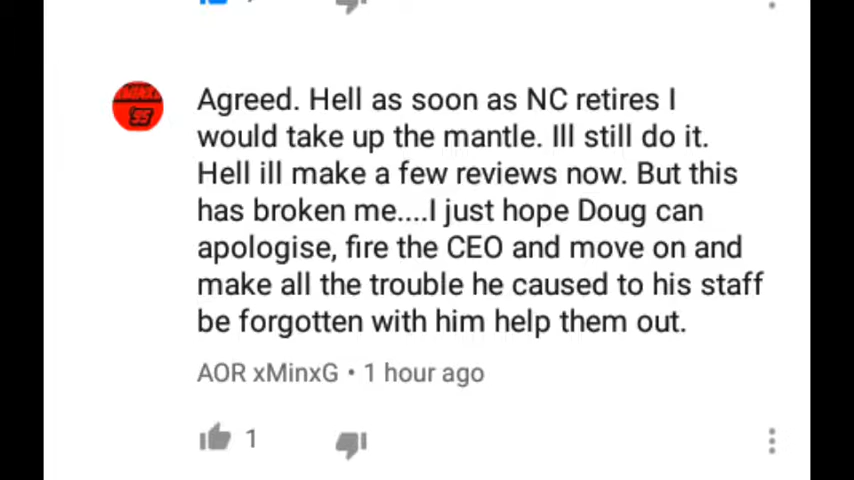 Agreed. Hell as soon as NC retires I
would take up the mantle. Ill still do it.
Hell ill make a few reviews now. But this
has broken me....I just hope Doug can
apologise, fire the CEO and move on and
make all the trouble he caused to his staff
be forgotten with him help them out.
AOR xMinxG • 1 hour ago
1